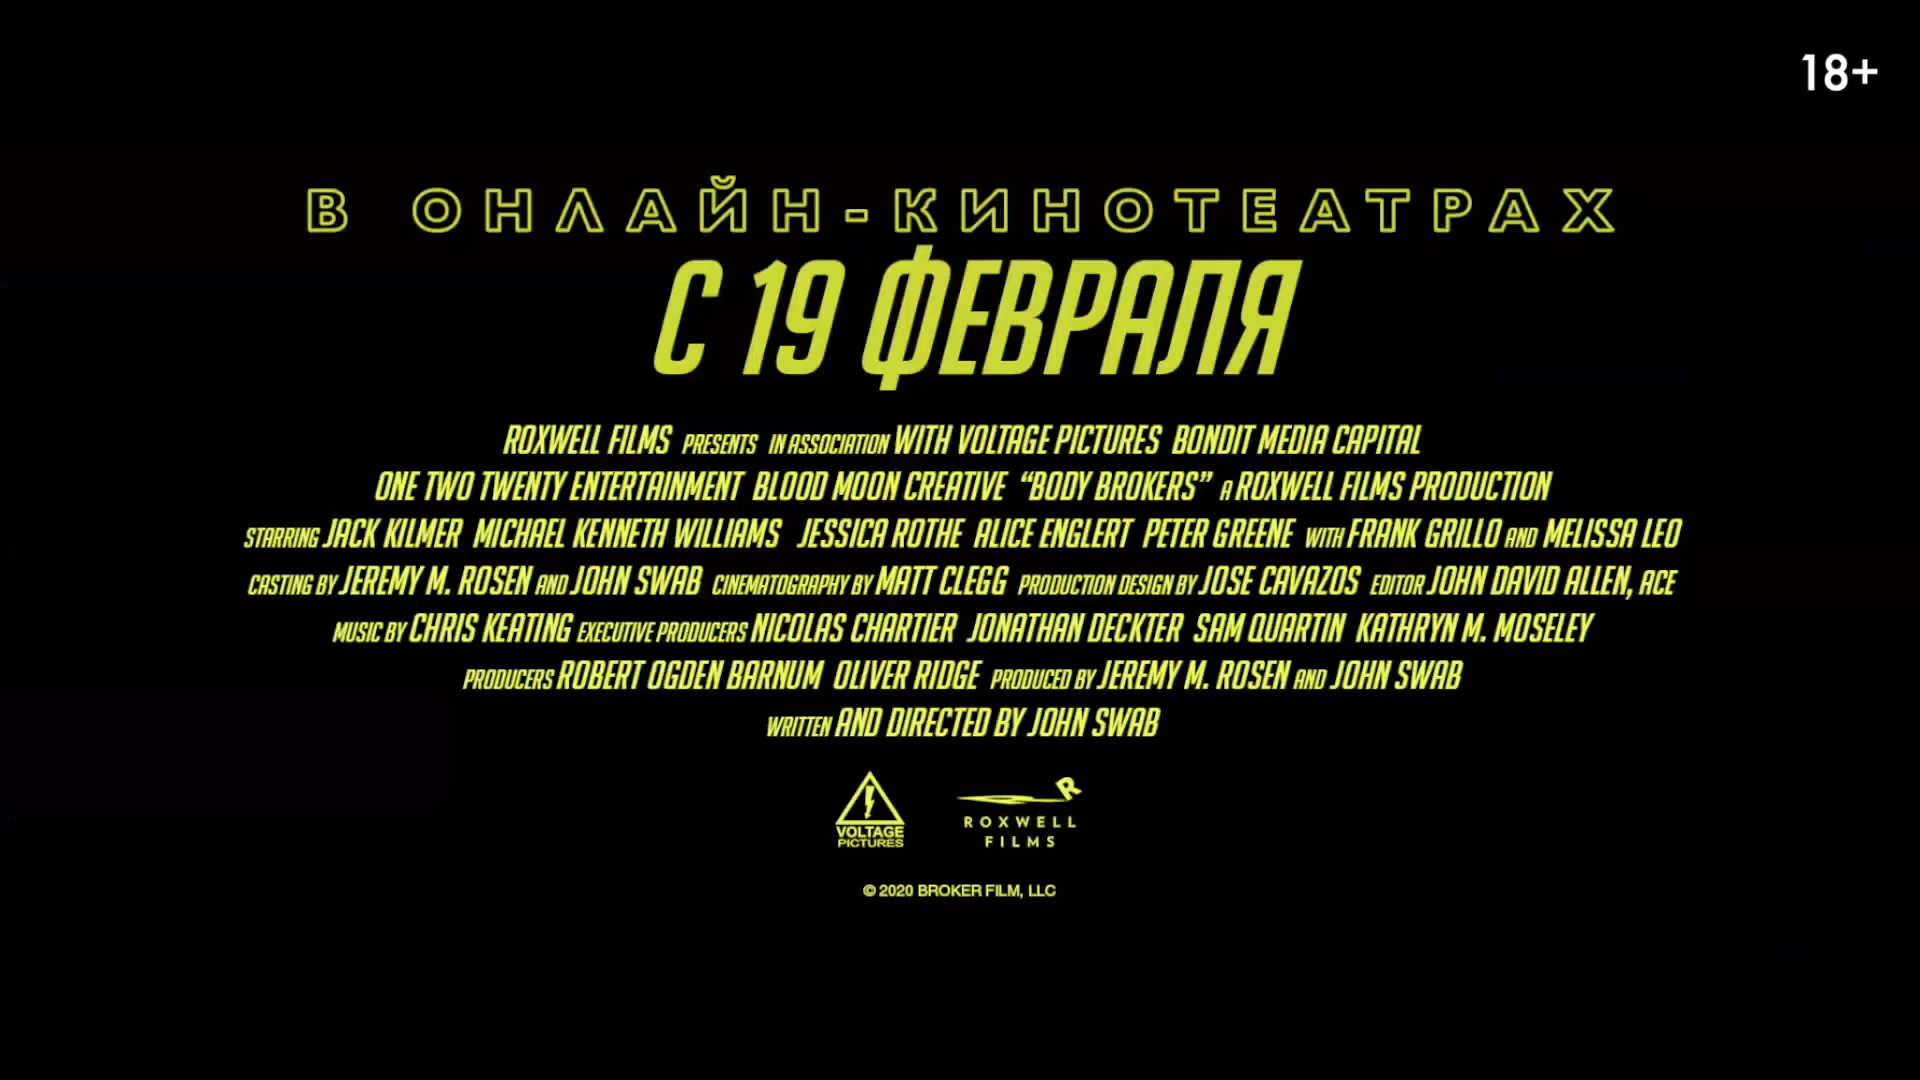 18+
В ОНЛАЙН-КИНОТЕАТРАХ
С 19 ФЕВРАЛЯ
ROXWELL FILMS PRESENTS IN ASSOCIATION WITH VOLTAGE PICTURES BONDIT MEDIA CAPITAL
ONE TWO TWENTY ENTERTAINMENT BLOOD MOON CREATIVE “BODY BROKERS” A ROXWELL FILMS PRODUCTION
STARRING JACK KILMER MICHAEL KENNETH WILLIAMS JESSICA ROTHE ALICE ENGLERT PETER GREENE WITH FRANK GRILLO AND MELISSA LEO
CASTING BY JEREMY M. ROSEN AND JOHN SWAB CINEMATOGRAPHY BY MATT CLEGG PRODUCTION DESIGN BY JOSE CAVAZOS EDITOR JOHN DAVID ALLEN, ACE
MUSIC BY CHRIS KEATING EXECUTIVE PRODUCERS NICOLAS CHARTIER JONATHAN DECKTER SAM QUARTIN KATHRYN M. MOSELEY
PRODUCERS ROBERT OGDEN BARNUM OLIVER RIDGE PRODUCED BY JEREMY M. ROSEN AND JOHN SWAB
WRITTEN AND DIRECTED BY JOHN SWAB
VOLTAGE
PICTURES
R
ROXWELL
FILMS
© 2020 BROKER FILM, LLC